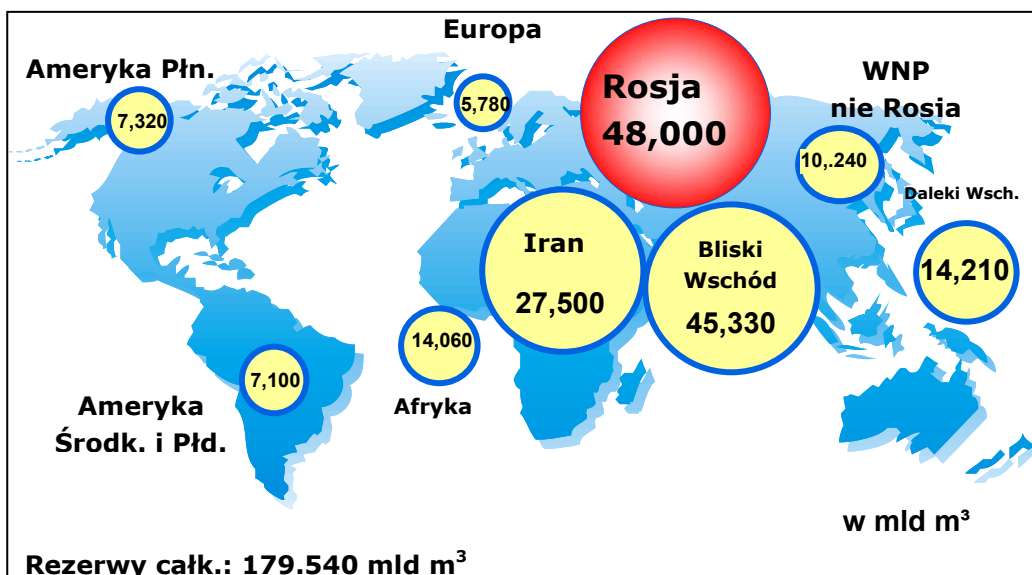 Europa
Ameryka Płn.
7,320
5,780
Rosja
48,000
WNP
nie Rosia
10,.240
Daleki Wsch.
14,210
Iran
27,500
Bliski
Wschód
45,330
14,060
Afryka
7,100
Ameryka
Środk. i Płd.
w mld m³
Rezerwy całk.: 179.540 mld m³